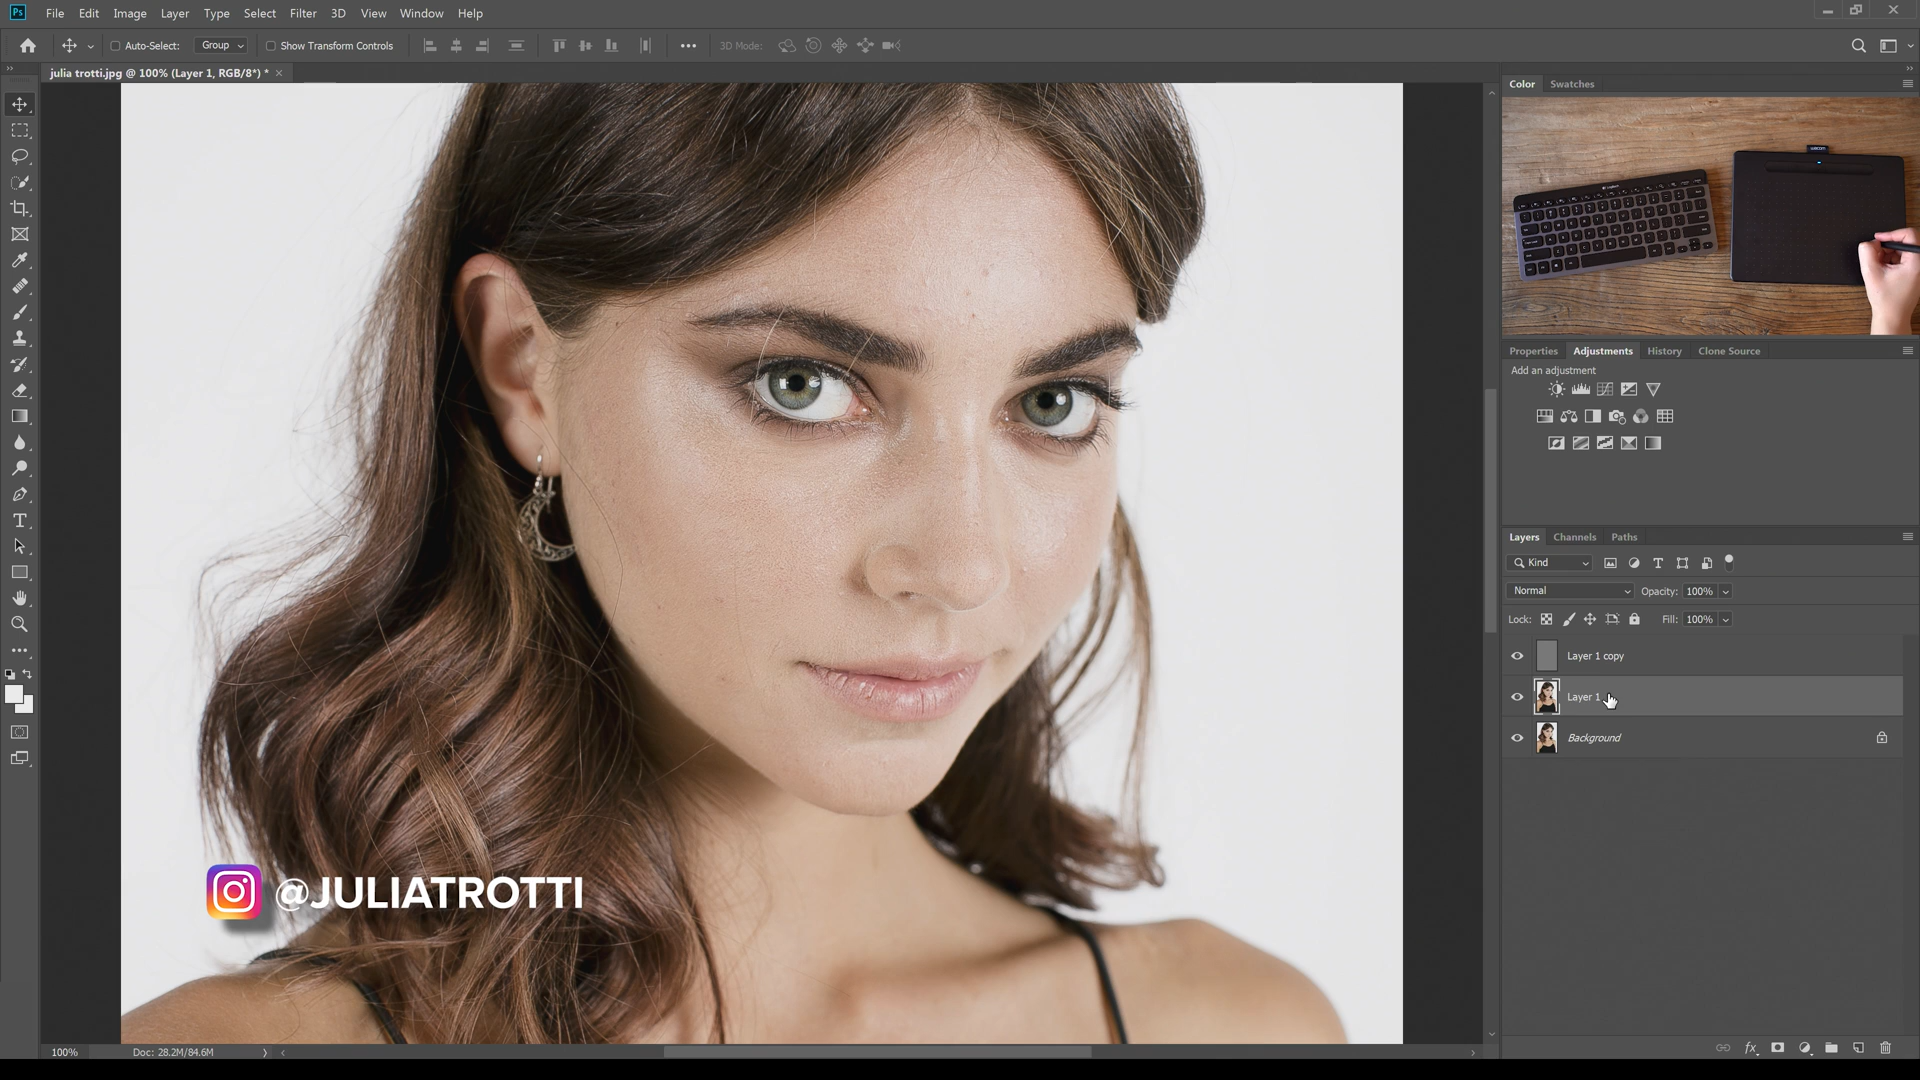 Ps File Edit Image Layer Type Select Filter 3D View Window Help
Auto-Select: Group Show Transform Controls 3D Mode:
julia trotti.jpg @ 100% (Layer 1, RGB/8*) *
Color Swatches
Properties Adjustments History Clone Source
Add an adjustment
Layers Channels Paths
Kind
Normal Opacity: 100%
Lock: Fill: 100%
Layer 1 copy
Layer 1
Background
@JULIATROTTI
100% Doc: 28.2M/84.6M
fx